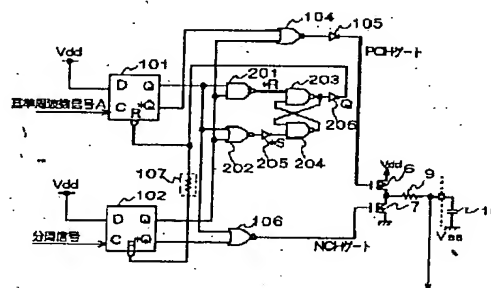 104
105
Vdd
101
201
203
PCHゲート
D Q
*R
基準周波数信号A
C *Q
R
Q
206
107
202
205
*S
204
Vdd
Vdd
6
9
102
106
7
D Q
分周信号
C *Q
R
NCHゲート
Vss